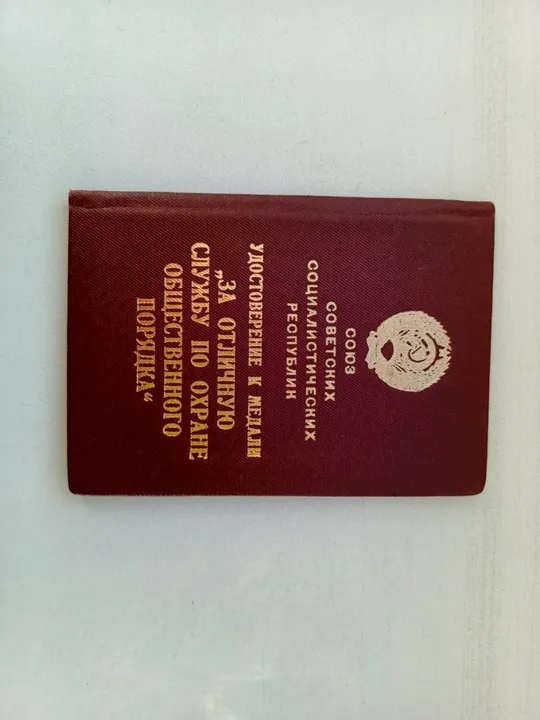 СОЮЗ
СОВЕТСКИХ
СОЦИАЛИСТИЧЕСКИХ
РЕСПУБЛИК
УДОСТОВЕРЕНИЕ К МЕДАЛИ
„ЗА ОТЛИЧНУЮ
СЛУЖБУ ПО ОХРАНЕ
ОБЩЕСТВЕННОГО
ПОРЯДКА“